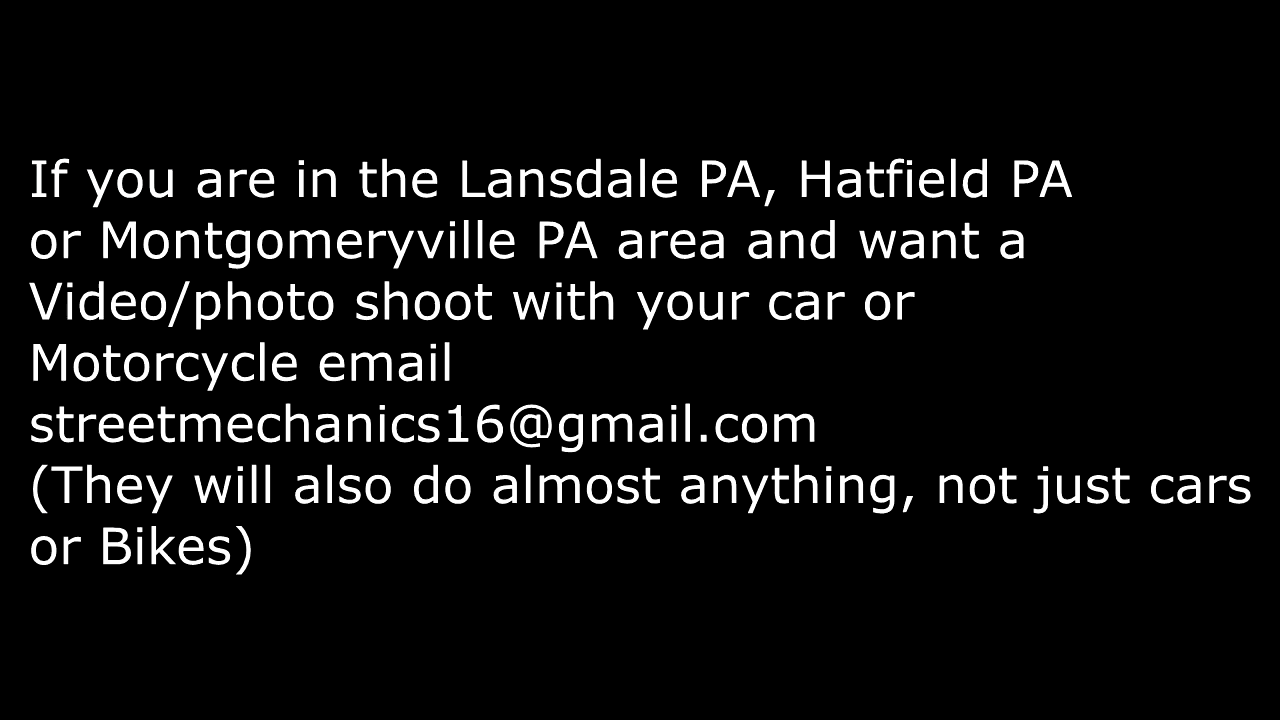 If you are in the Lansdale PA, Hatfield PA
or Montgomeryville PA area and want a
Video/photo shoot with your car or
Motorcycle email
streetmechanics16@gmail.com
(They will also do almost anything, not just cars
or Bikes)